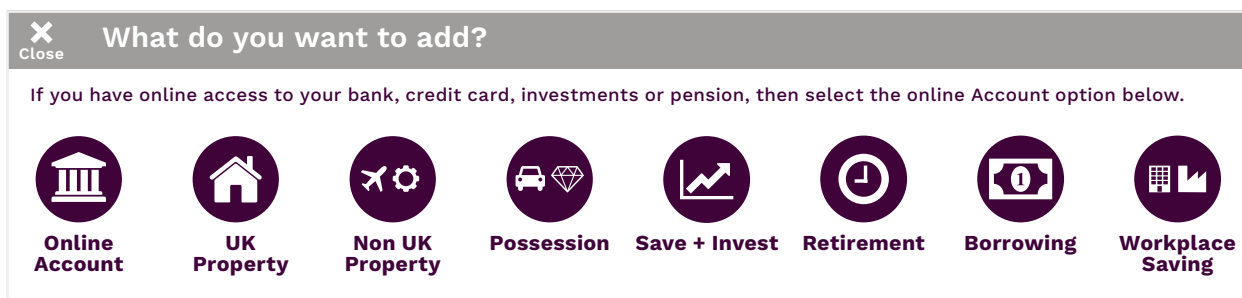 What do you want to add?
Close
If you have online access to your bank, credit card, investments or pension, then select the online Account option below.
1
Online
Account
UK
Property
Non UK
Property
Possession
Save + Invest
Retirement
Borrowing
Workplace
Saving